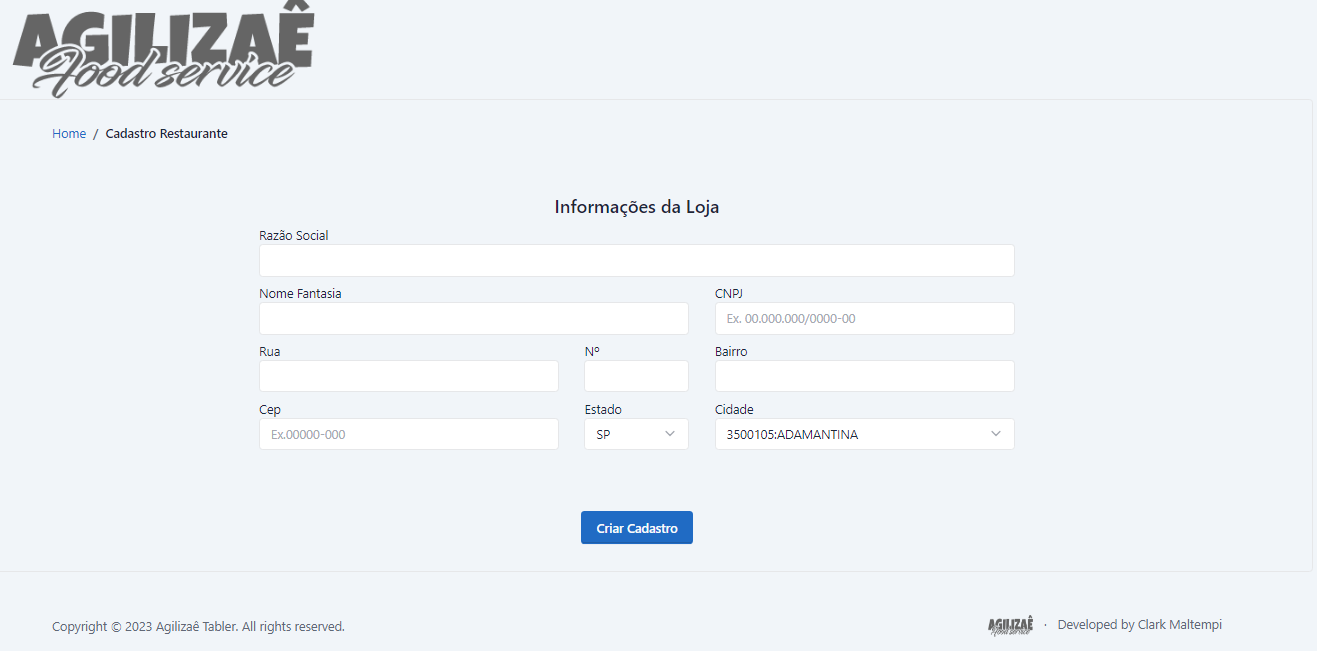 AGILIZAÊ
Food service
Home / Cadastro Restaurante
Informações da Loja
Razão Social
Nome Fantasia CNPJ
Ex. 00.000.000/0000-00
Rua Nº Bairro
Cep Estado Cidade
Ex.00000-000 SP 3500105:ADAMANTINA
Criar Cadastro
Copyright © 2023 Agilizaê Tabler. All rights reserved.
AGILIZAÊ
Food service
· Developed by Clark Maltempi